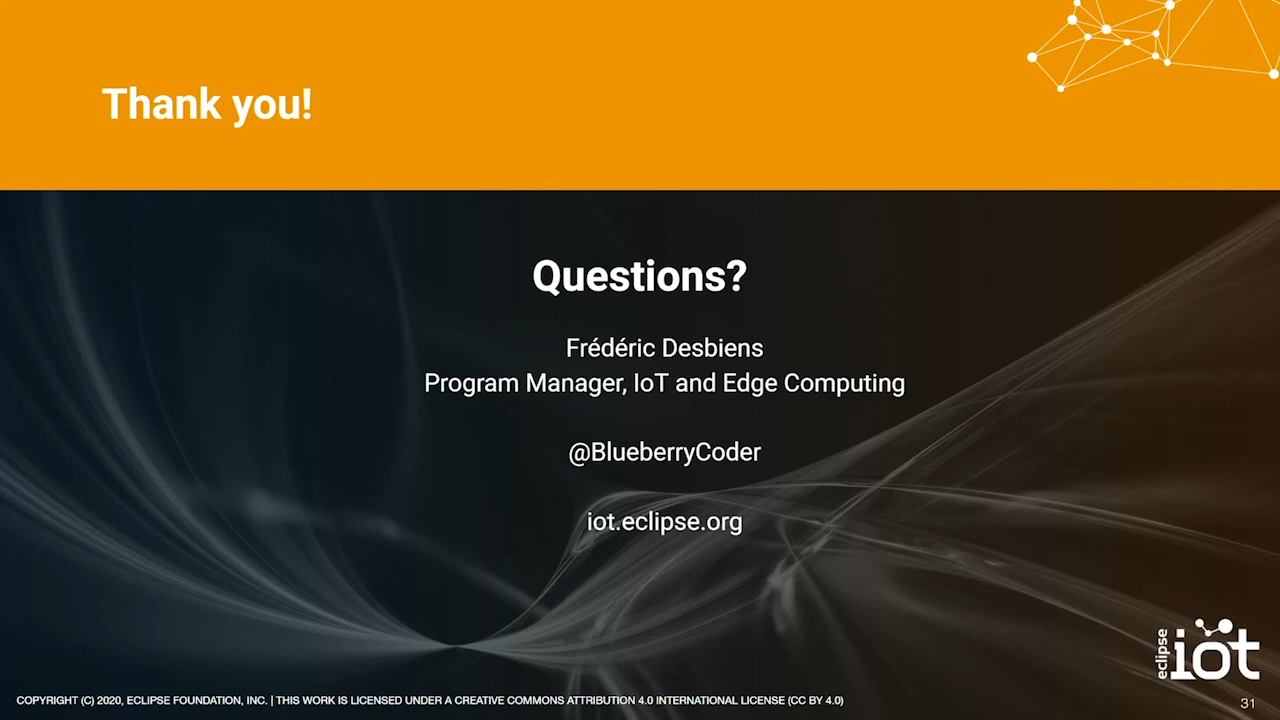 Thank you!
Questions?
Frédéric Desbiens
Program Manager, IoT and Edge Computing
@BlueberryCoder
iot.eclipse.org
eclipse iot
COPYRIGHT (C) 2020, ECLIPSE FOUNDATION, INC. | THIS WORK IS LICENSED UNDER A CREATIVE COMMONS ATTRIBUTION 4.0 INTERNATIONAL LICENSE (CC BY 4.0)
31